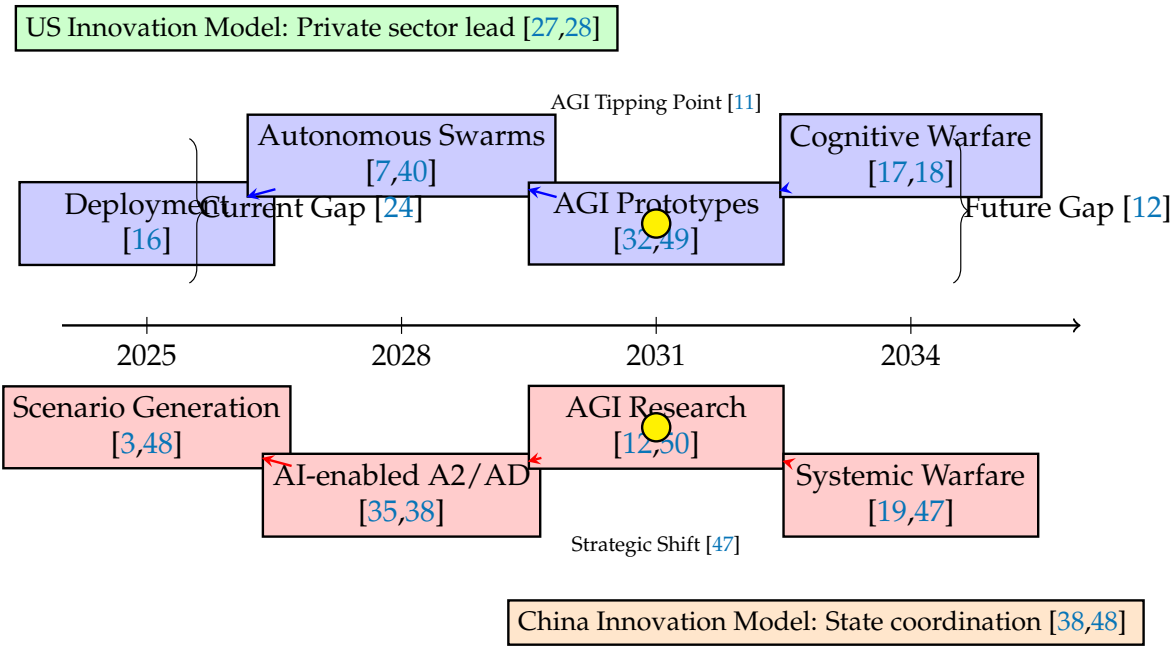 US Innovation Model: Private sector lead [27,28]
AGI Tipping Point [11]
Autonomous Swarms
[7,40]
Cognitive Warfare
[17,18]
Deployment
[16]
Current Gap [24]
AGI Prototypes
[32,49]
Future Gap [12]
2025
2028
2031
2034
Scenario Generation
[3,48]
AGI Research
[12,50]
AI-enabled A2/AD
[35,38]
Systemic Warfare
[19,47]
Strategic Shift [47]
China Innovation Model: State coordination [38,48]